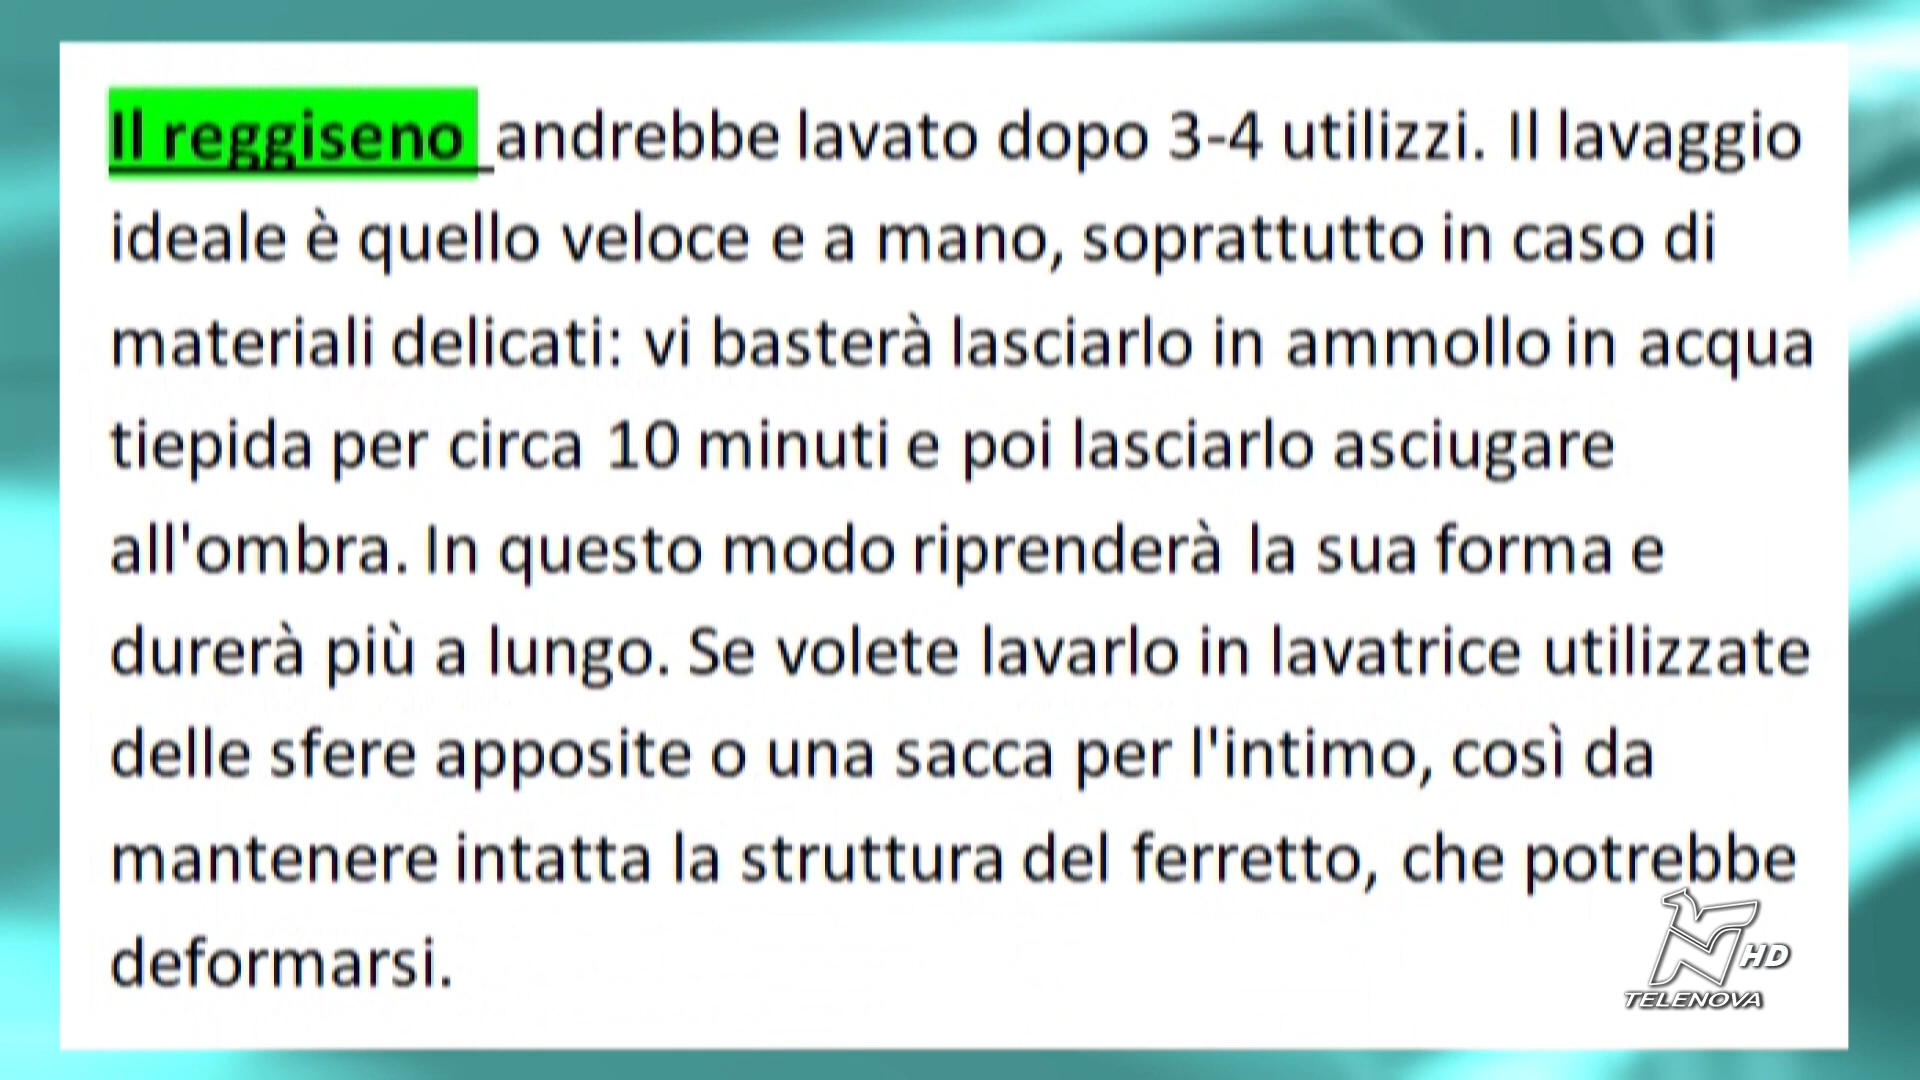 Il reggiseno andrebbe lavato dopo 3-4 utilizzi. Il lavaggio
ideale è quello veloce e a mano, soprattutto in caso di
materiali delicati: vi basterà lasciarlo in ammollo in acqua
tiepida per circa 10 minuti e poi lasciarlo asciugare
all'ombra. In questo modo riprenderà la sua forma e
durerà più a lungo. Se volete lavarlo in lavatrice utilizzate
delle sfere apposite o una sacca per l'intimo, così da
mantenere intatta la struttura del ferretto, che potrebbe
deformarsi.
HD
TELENOVA